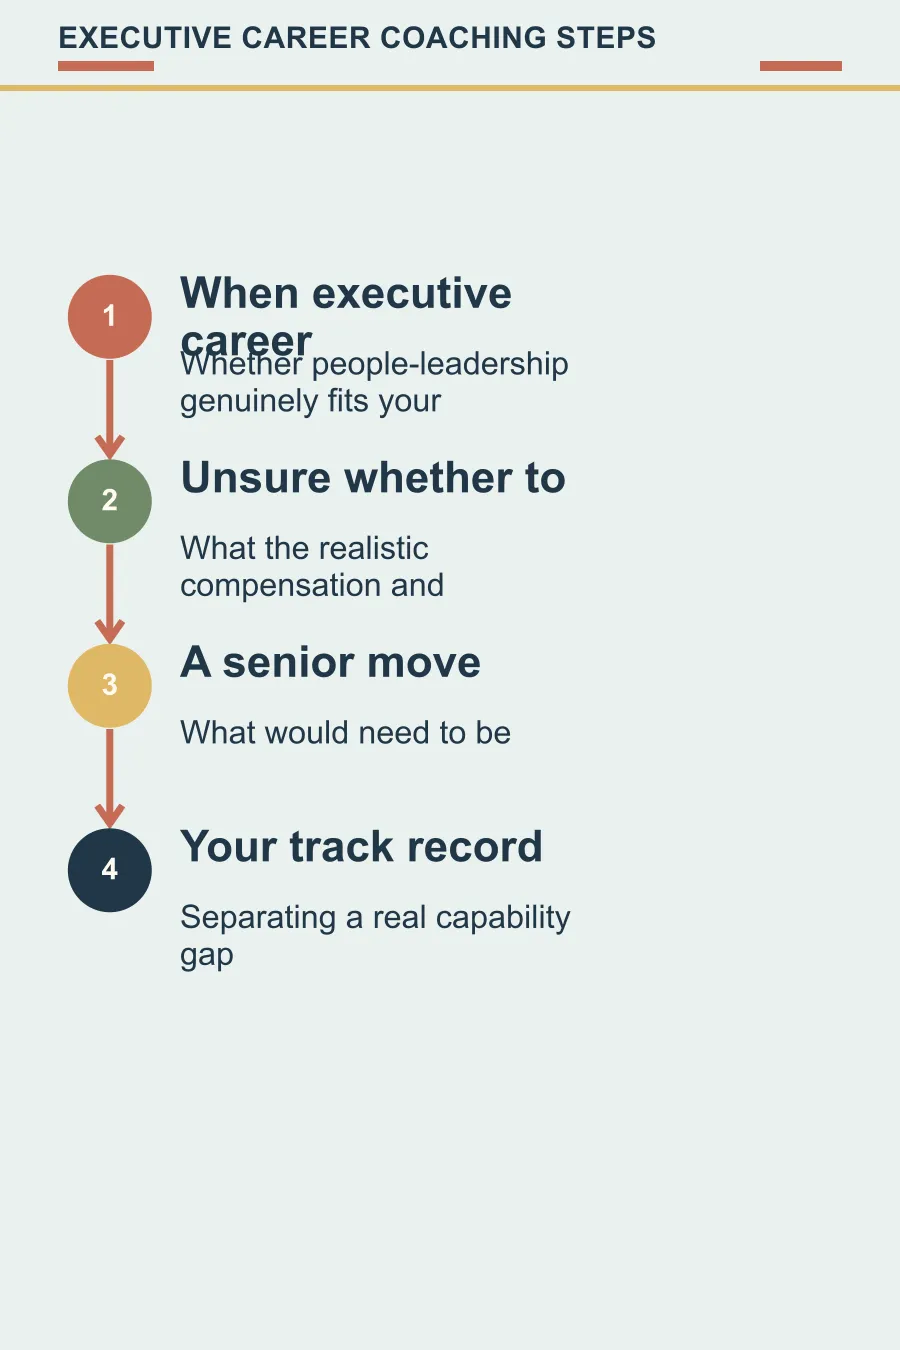 EXECUTIVE CAREER COACHING STEPS
1
When executive
career
Whether people-leadership
genuinely fits your
2
Unsure whether to
What the realistic
compensation and
3
A senior move
What would need to be
4
Your track record
Separating a real capability
gap